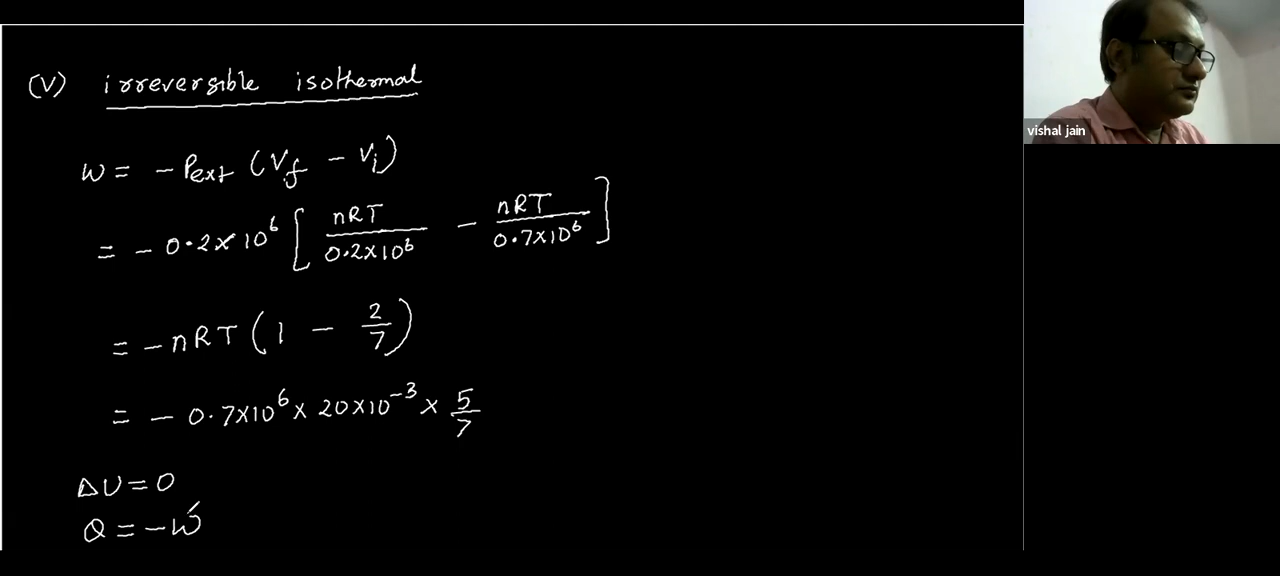 (V) irreversible isothermal
vishal jain
W = - Pext (Vf - Vi)
= - 0.2×10⁶ [ nRT/0.2×10⁶ - nRT/0.7×10⁶ ]
= - nRT ( 1 - 2/7 )
= - 0.7×10⁶ × 20×10⁻³ × 5/7
ΔU = 0
Q = -W